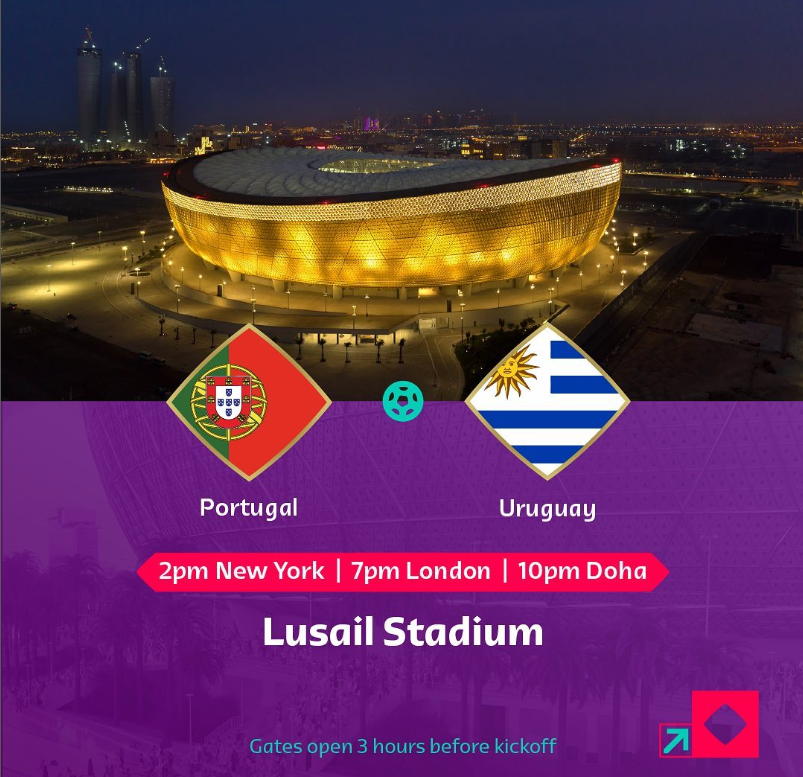 Portugal
Uruguay
2pm New York | 7pm London | 10pm Doha
Lusail Stadium
Gates open 3 hours before kickoff